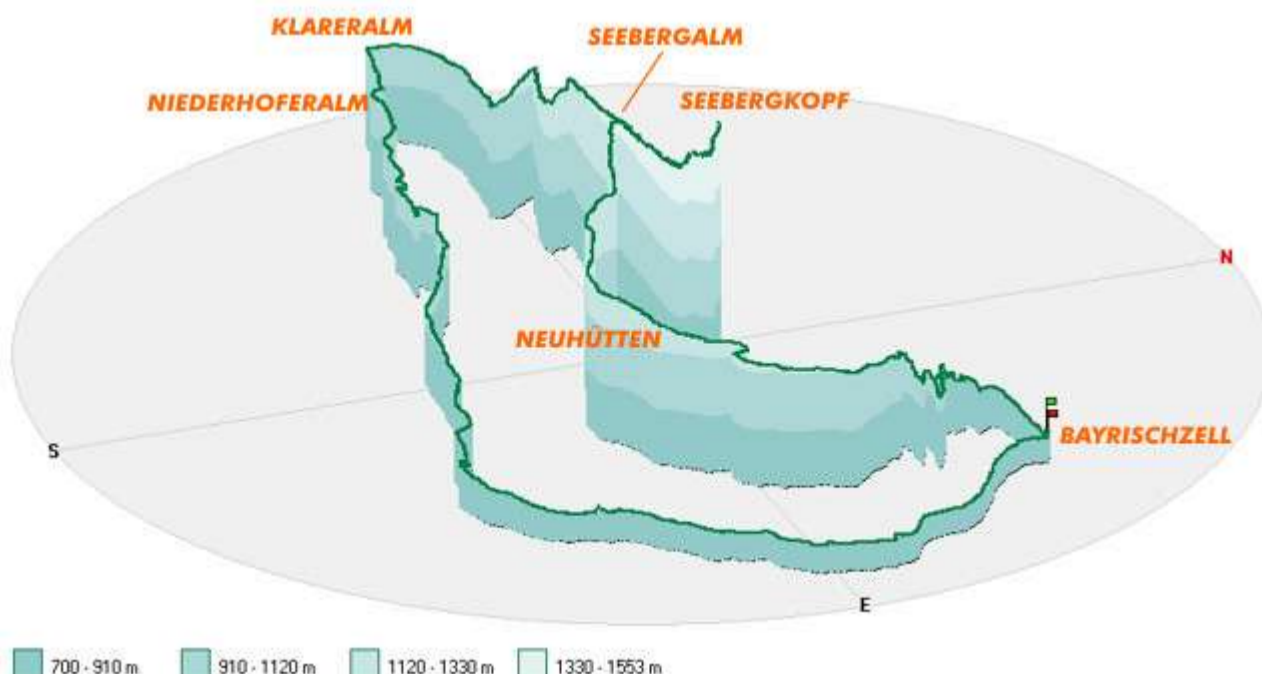 KLARERALM
SEEBERGALM
NIEDERHOFERALM
SEEBERGKOPF
N
NEUHÜTTEN
BAYRISCHZELL
S
E
700 - 910 m 910 - 1120 m 1120 - 1330 m 1330 - 1553 m